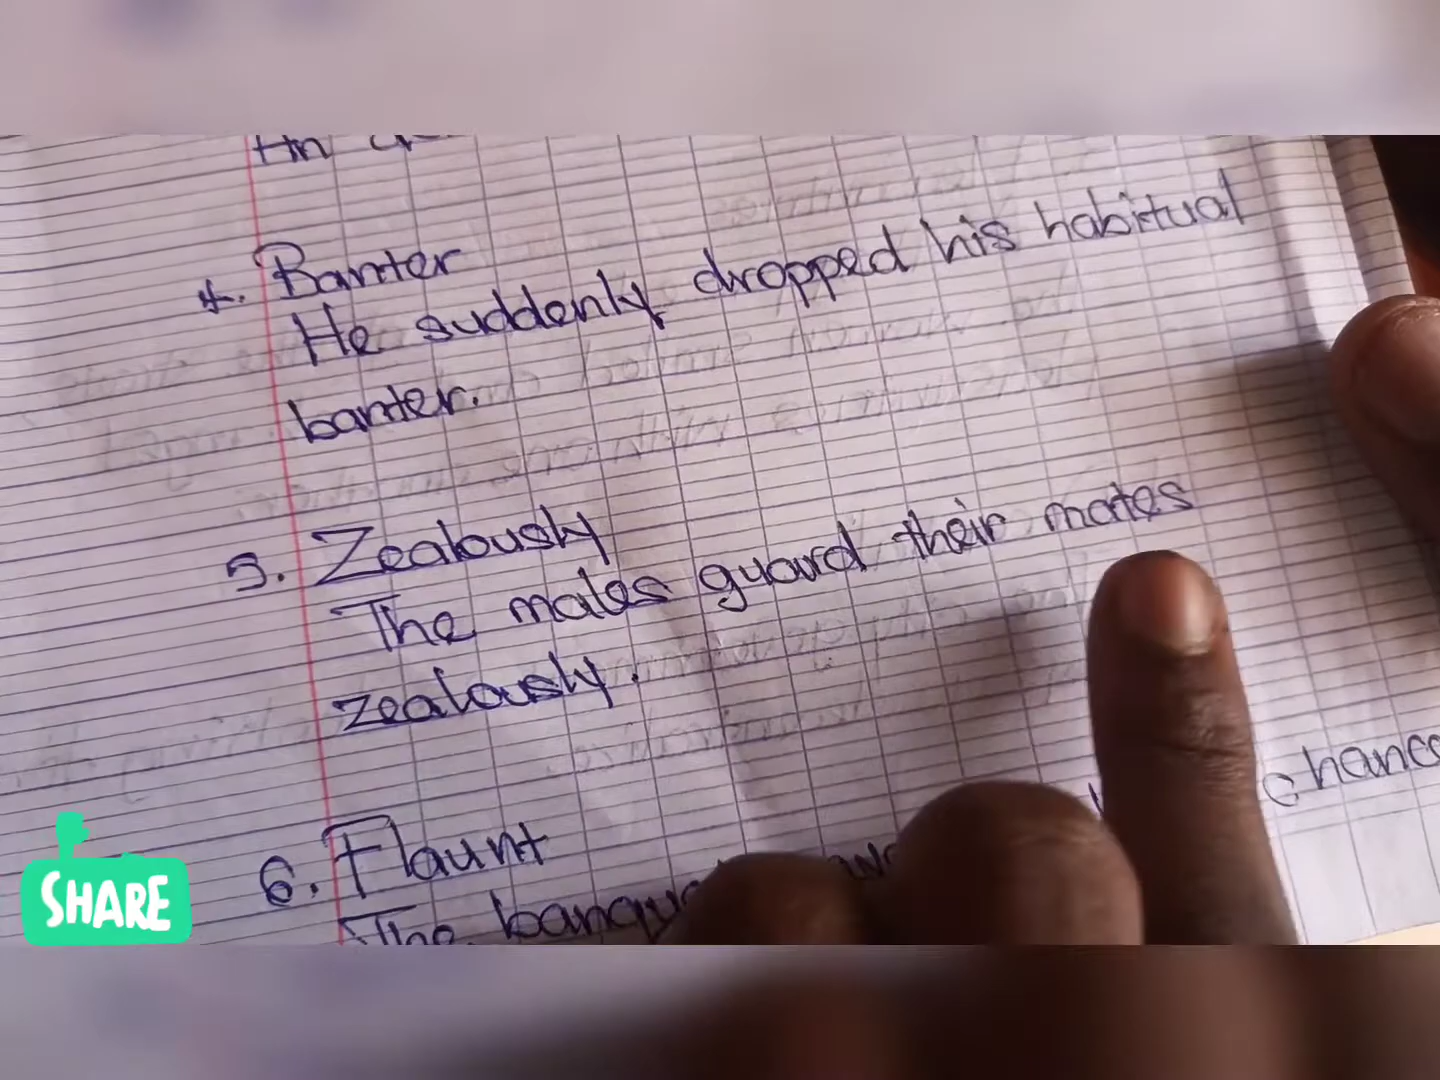 4. Banter
He suddenly dropped his habitual
banter.
5. Zealously
The males guard their mates
zealously.
6. Flaunt
The
SHARE